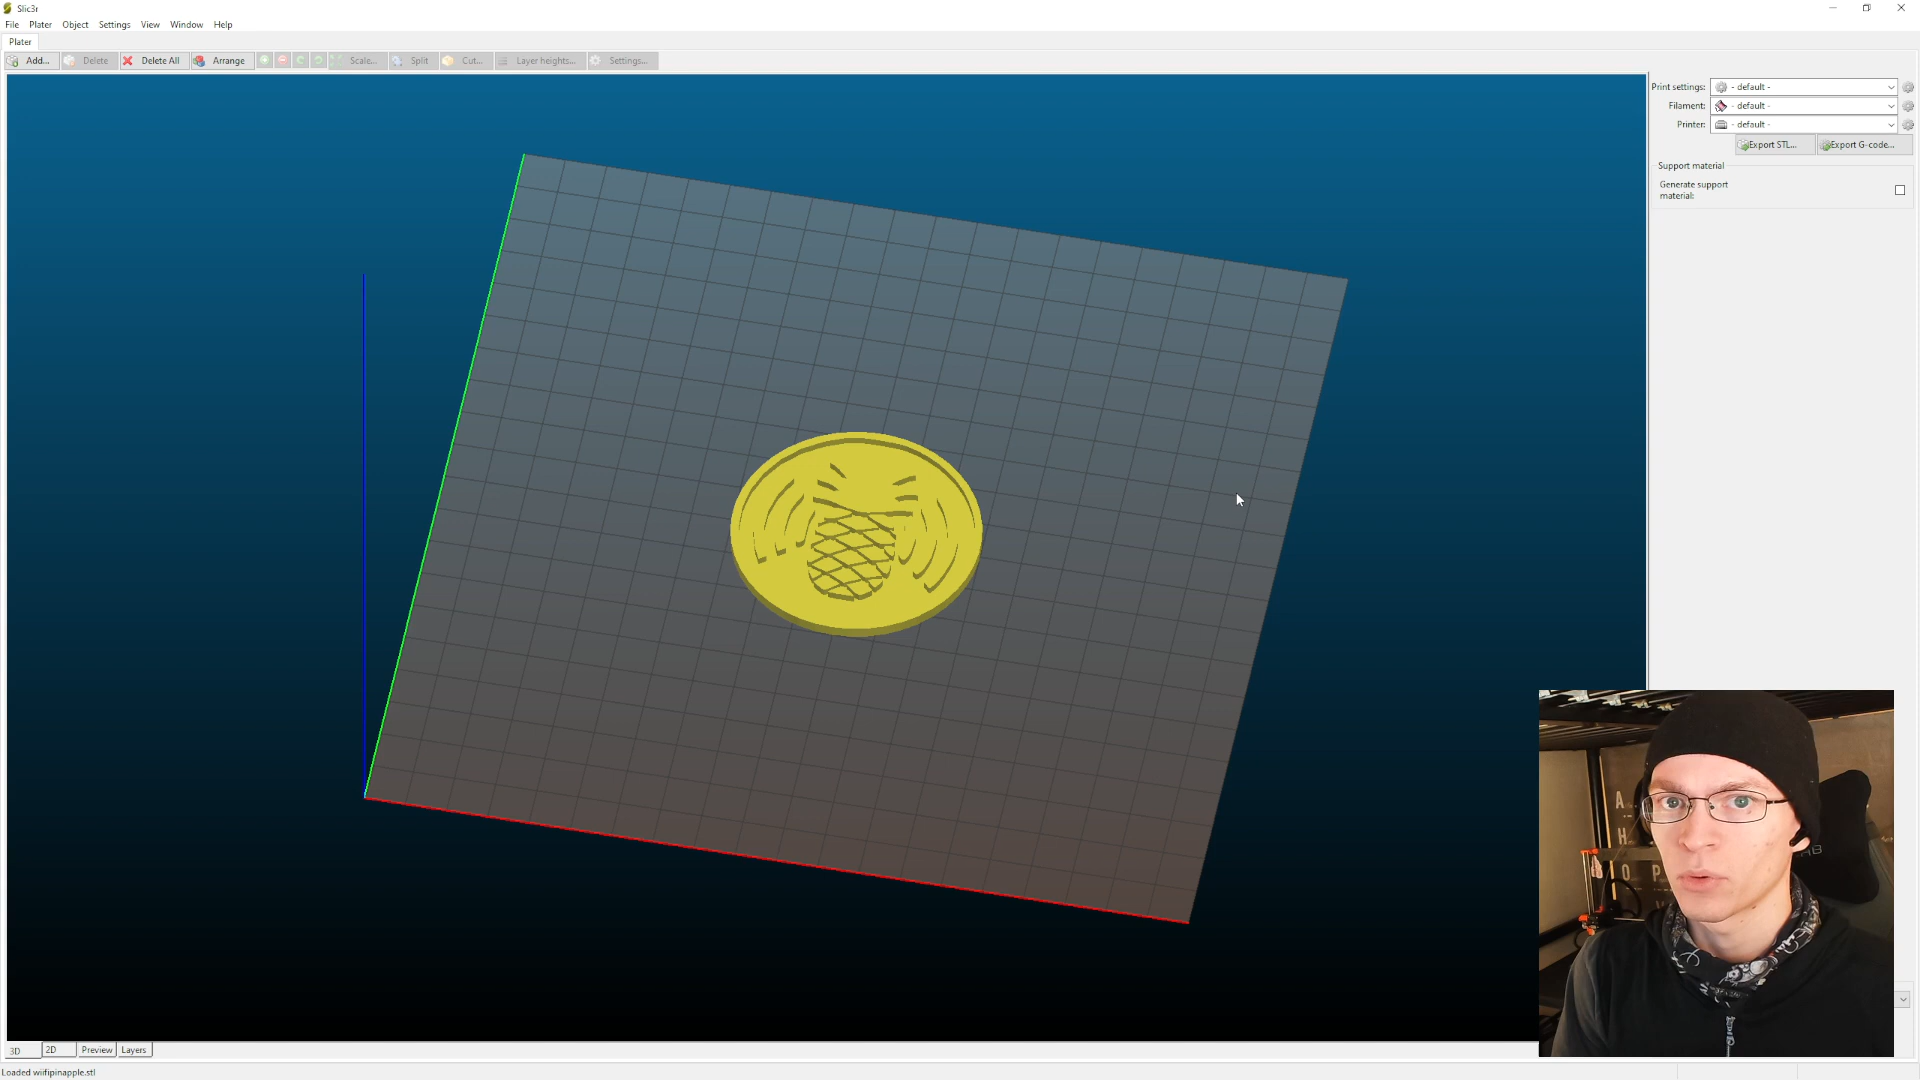 Slic3r
File Plater Object Settings View Window Help
Plater
Add... Delete Delete All Arrange Scale... Split Cut... Layer heights... Settings...
Print settings: - default -
Filament: - default -
Printer: - default -
Export STL... Export G-code...
Support material
Generate support
material:
A
H
O P
3D 2D Preview Layers
Loaded wiifipinapple.stl